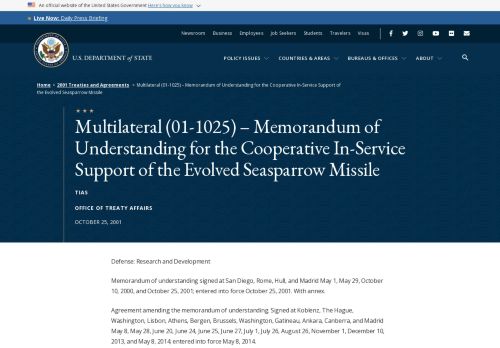 An official website of the United States Government Here's how you know
Live Now: Daily Press Briefing
Newsroom Business Employees Job Seekers Students Travelers Visas
U.S. DEPARTMENT of STATE
POLICY ISSUES COUNTRIES & AREAS BUREAUS & OFFICES ABOUT
Home > 2001 Treaties and Agreements > Multilateral (01-1025) – Memorandum of Understanding for the Cooperative In-Service Support of
the Evolved Seasparrow Missile
Multilateral (01-1025) – Memorandum of
Understanding for the Cooperative In-Service
Support of the Evolved Seasparrow Missile
TIAS
OFFICE OF TREATY AFFAIRS
OCTOBER 25, 2001
Defense: Research and Development
Memorandum of understanding signed at San Diego, Rome, Hull, and Madrid May 1, May 29, October
10, 2000, and October 25, 2001; entered into force October 25, 2001. With annex.
Agreement amending the memorandum of understanding. Signed at Koblenz, The Hague,
Washington, Lisbon, Athens, Bergen, Brussels, Washington, Gatineau, Ankara, Canberra, and Madrid
May 8, May 28, June 20, June 24, June 25, June 27, July 1, July 26, August 26, November 1, December 10,
2013, and May 8, 2014; entered into force May 8, 2014.